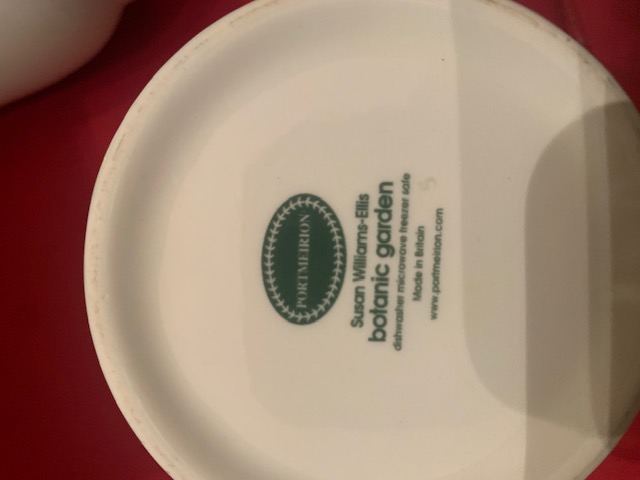 PORTMEIRION
Susan Williams-Ellis
botanic garden
dishwasher microwave freezer safe
Made in Britain
www.portmeirion.com